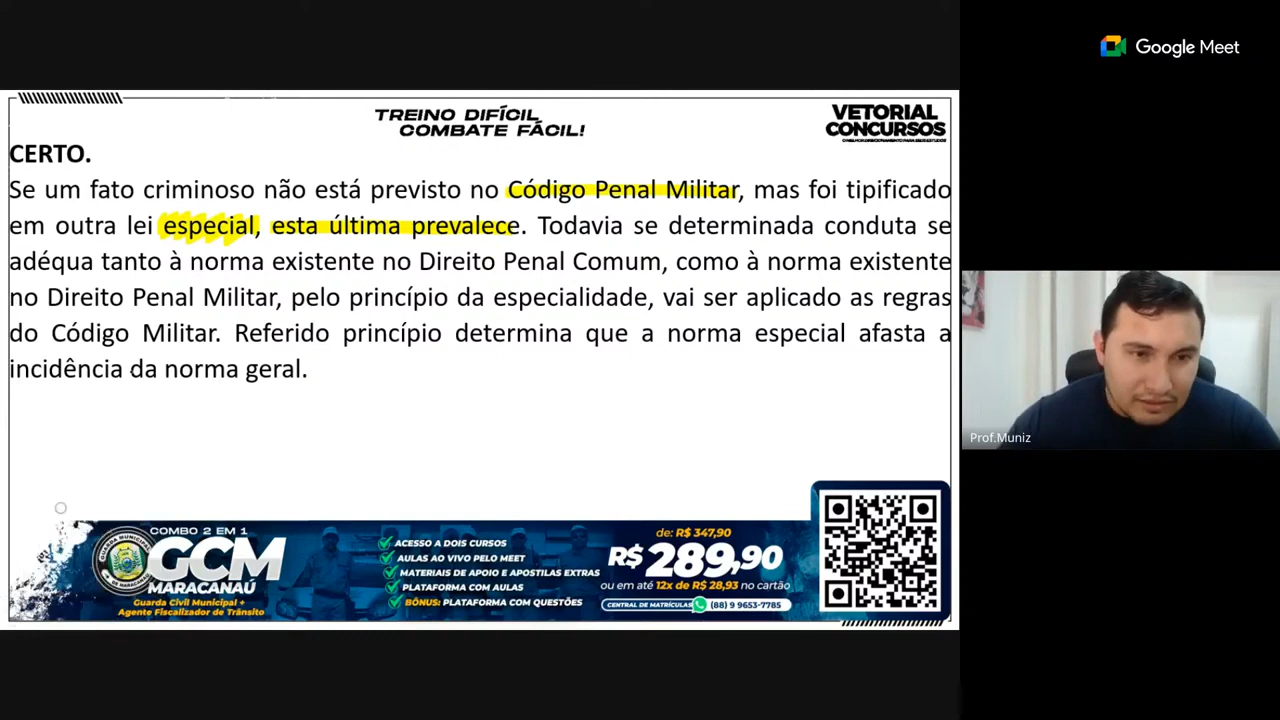 Google Meet
TREINO DIFÍCIL
COMBATE FÁCIL!
VETORIAL
CONCURSOS
CERTO.
Se um fato criminoso não está previsto no Código Penal Militar, mas foi tipificado
em outra lei especial, esta última prevalece. Todavia se determinada conduta se
adéqua tanto à norma existente no Direito Penal Comum, como à norma existente
no Direito Penal Militar, pelo princípio da especialidade, vai ser aplicado as regras
do Código Militar. Referido princípio determina que a norma especial afasta a
incidência da norma geral.
Prof.Muniz
COMBO 2 EM 1
GCM
MARACANAÚ
Guarda Civil Municipal +
Agente Fiscalizador de Trânsito
GUARDA MUNICIPAL
DE MARACANAÚ
ACESSO A DOIS CURSOS
AULAS AO VIVO PELO MEET
MATERIAIS DE APOIO E APOSTILAS EXTRAS
PLATAFORMA COM AULAS
BÔNUS: PLATAFORMA COM QUESTÕES
de: R$ 347,90
R$289,90
ou em até 12x de R$ 28,93 no cartão
CENTRAL DE MATRÍCULAS (88) 9 9653-7785